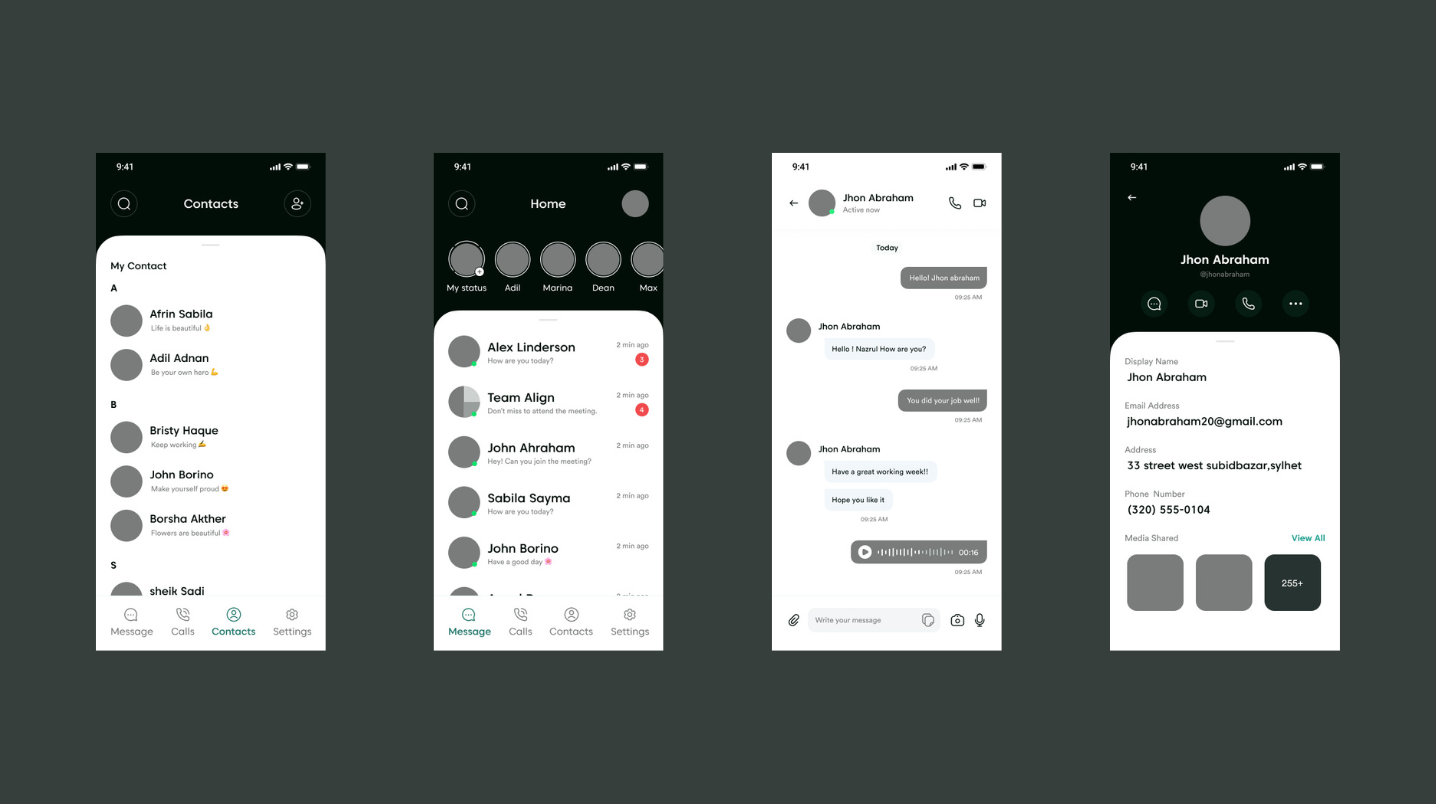 9:41
Contacts
My Contact
A
Afrin Sabila
Life is beautiful 👌
Adil Adnan
Be your own hero 💪
B
Bristy Haque
Keep working ✍️
John Borino
Make yourself proud 😍
Borsha Akther
Flowers are beautiful 🌸
S
sheik Sadi
Message
Calls
Contacts
Settings
9:41
Home
My status
Adil
Marina
Dean
Max
Alex Linderson
2 min ago
How are you today?
3
Team Align
2 min ago
Don't miss to attend the meeting.
4
John Ahraham
2 min ago
Hey! Can you join the meeting?
Sabila Sayma
2 min ago
How are you today?
John Borino
2 min ago
Have a good day 🌸
Message
Calls
Contacts
Settings
9:41
Jhon Abraham
Active now
Today
Hello! Jhon abraham
09:25 AM
Jhon Abraham
Hello ! Nazrul How are you?
09:25 AM
You did your job well!
09:25 AM
Jhon Abraham
Have a great working week!!
Hope you like it
09:25 AM
00:16
09:25 AM
Write your message
9:41
Jhon Abraham
@jhonabraham
Display Name
Jhon Abraham
Email Address
jhonabraham20@gmail.com
Address
33 street west subidbazar,sylhet
Phone Number
(320) 555-0104
Media Shared
View All
255+